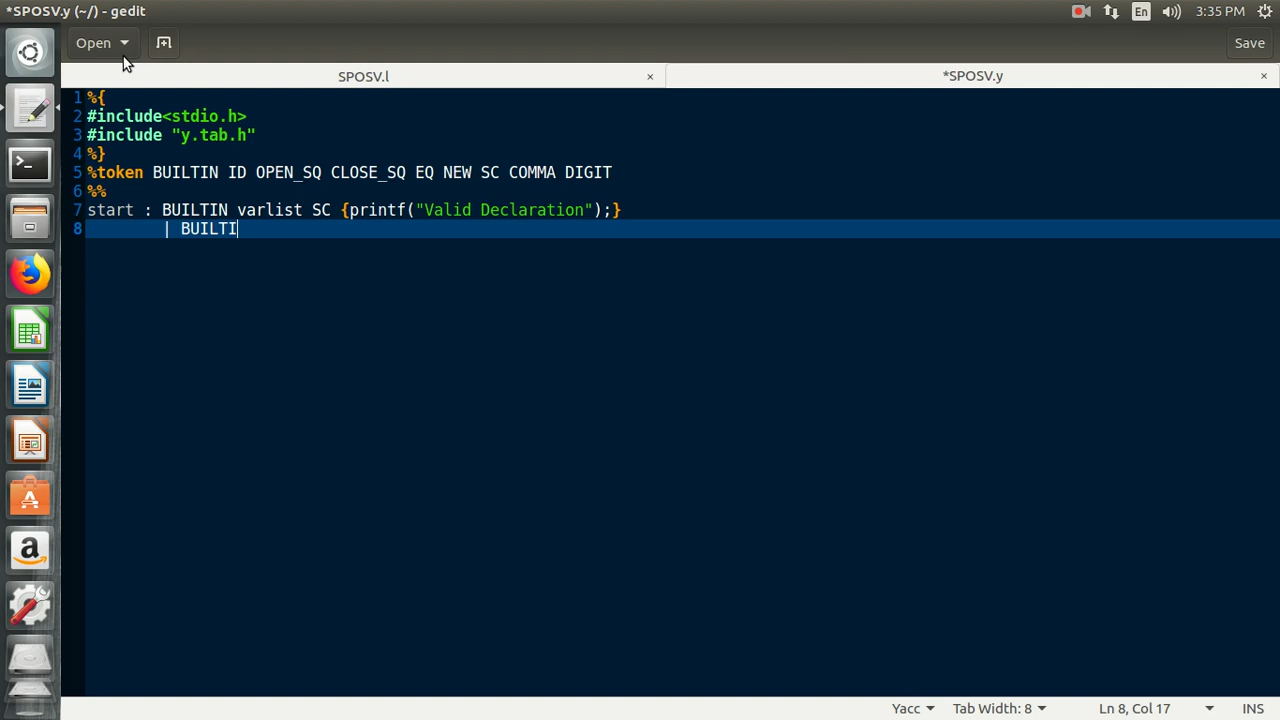 *SPOSV.y (~/) - gedit
En
3:35 PM
Open
Save
SPOSV.l
×
*SPOSV.y
×
1 %{
2 #include<stdio.h>
3 #include "y.tab.h"
4 %}
5 %token BUILTIN ID OPEN_SQ CLOSE_SQ EQ NEW SC COMMA DIGIT
6 %%
7 start : BUILTIN varlist SC {printf("Valid Declaration");}
8 | BUILTI
Yacc
Tab Width: 8
Ln 8, Col 17
INS